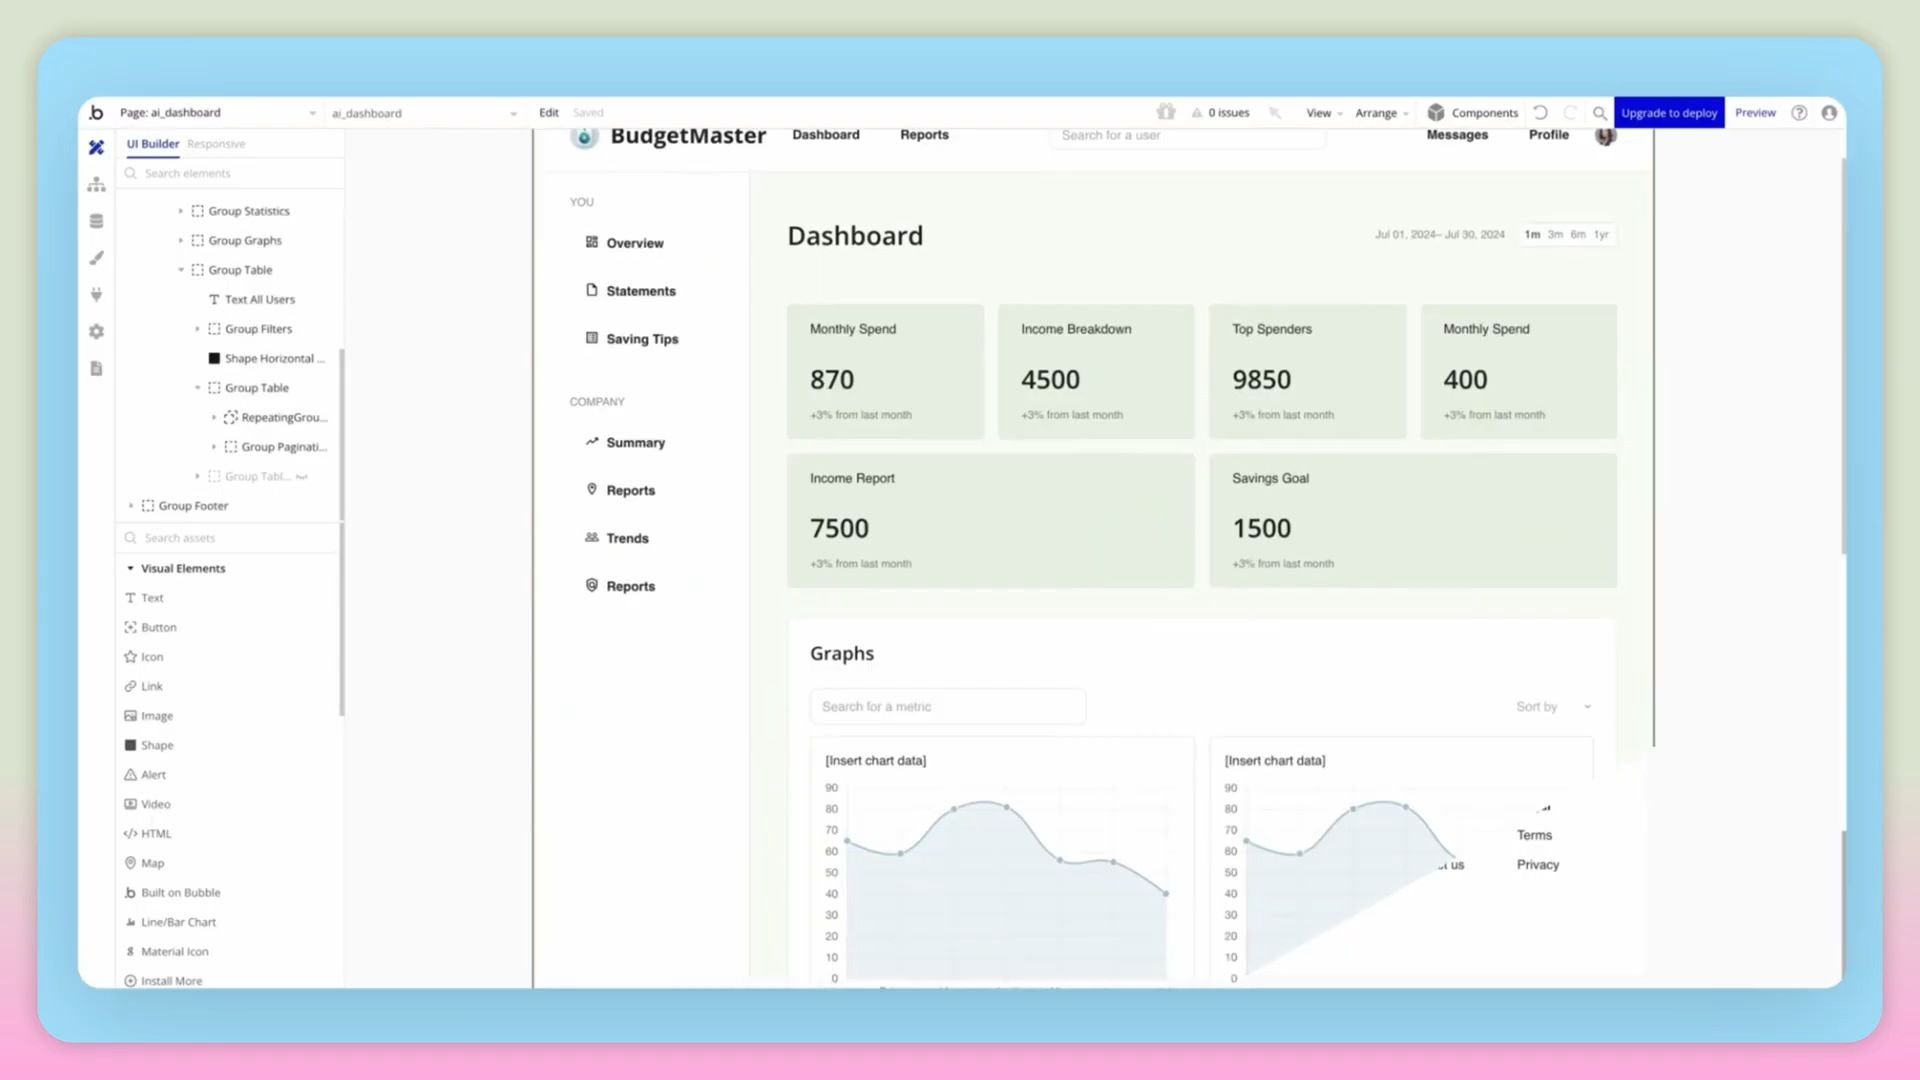 Page: ai_dashboard
ai_dashboard
Edit
Saved
0 issues
View
Arrange
Components
Upgrade to deploy
Preview
UI Builder
Responsive
Search elements
Group Statistics
Group Graphs
Group Table
Text All Users
Group Filters
Shape Horizontal ...
Group Table
RepeatingGrou...
Group Paginati...
Group Tabl...
Group Footer
Search assets
Visual Elements
Text
Button
Icon
Link
Image
Shape
Alert
Video
HTML
Map
Built on Bubble
Line/Bar Chart
Material Icon
Install More
BudgetMaster
Dashboard
Reports
Search for a user
Messages
Profile
YOU
Overview
Statements
Saving Tips
COMPANY
Summary
Reports
Trends
Reports
Dashboard
Jul 01, 2024– Jul 30, 2024
1m 3m 6m 1yr
Monthly Spend
870
+3% from last month
Income Breakdown
4500
+3% from last month
Top Spenders
9850
+3% from last month
Monthly Spend
400
+3% from last month
Income Report
7500
+3% from last month
Savings Goal
1500
+3% from last month
Graphs
Search for a metric
Sort by
[Insert chart data]
90
80
70
60
50
40
30
20
10
0
[Insert chart data]
90
80
70
60
50
40
30
20
10
0
Terms
us
Privacy